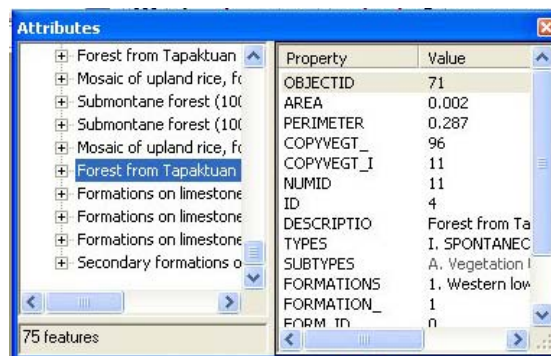 Attributes
Forest from Tapaktuan
Mosaic of upland rice, fo
Submontane forest (100
Submontane forest (100
Mosaic of upland rice, fo
Forest from Tapaktuan
Formations on limestone
Formations on limestone
Formations on limestone
Secondary formations o
75 features
Property Value
OBJECTID 71
AREA 0.002
PERIMETER 0.287
COPYVEGT_ 96
COPYVEGT_I 11
NUMID 11
ID 4
DESCRIPTIO Forest from Ta
TYPES I. SPONTANEC
SUBTYPES A. Vegetation
FORMATIONS 1. Western low
FORMATION_ 1
FORM_ID 0